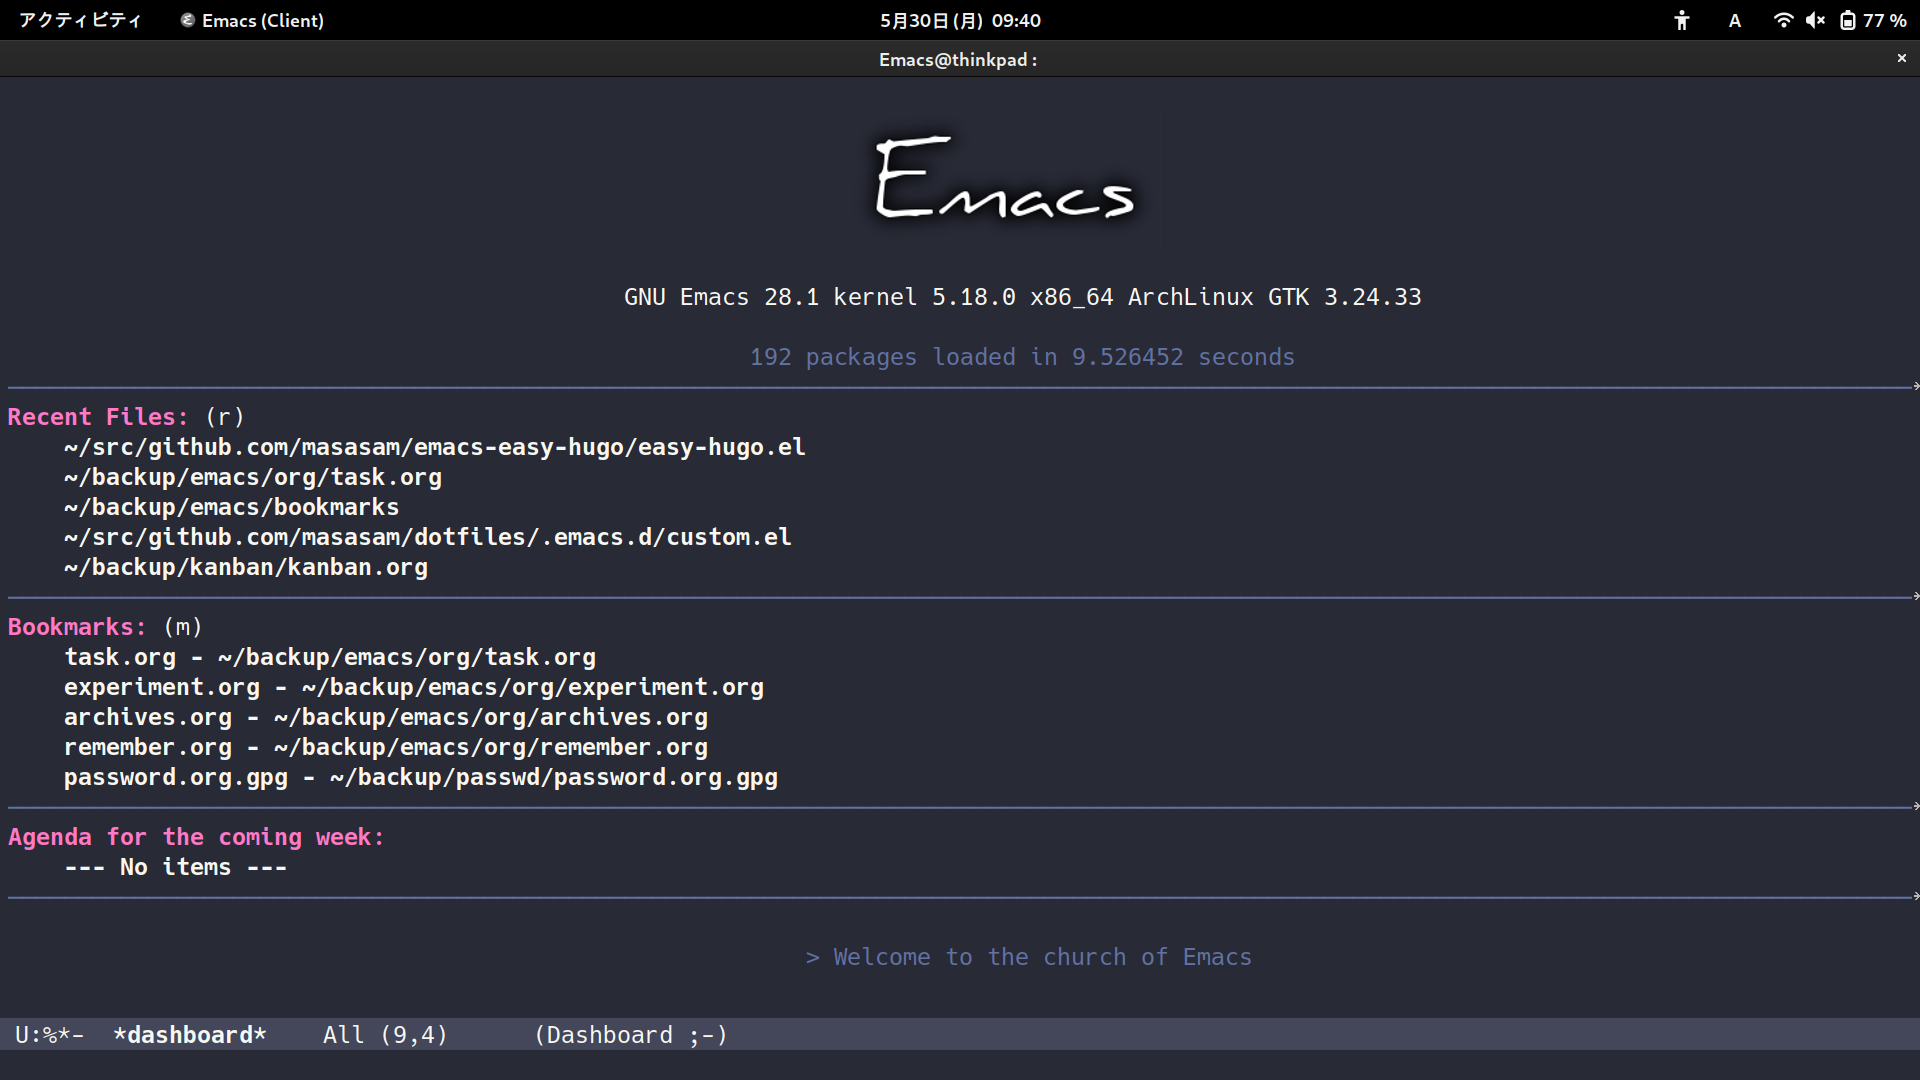 アクティビティ Emacs (Client) 5月30日 (月) 09:40 A 77 %
Emacs@thinkpad :
Emacs
GNU Emacs 28.1 kernel 5.18.0 x86_64 ArchLinux GTK 3.24.33
192 packages loaded in 9.526452 seconds
Recent Files: (r)
~/src/github.com/masasam/emacs-easy-hugo/easy-hugo.el
~/backup/emacs/org/task.org
~/backup/emacs/bookmarks
~/src/github.com/masasam/dotfiles/.emacs.d/custom.el
~/backup/kanban/kanban.org
Bookmarks: (m)
task.org - ~/backup/emacs/org/task.org
experiment.org - ~/backup/emacs/org/experiment.org
archives.org - ~/backup/emacs/org/archives.org
remember.org - ~/backup/emacs/org/remember.org
password.org.gpg - ~/backup/passwd/password.org.gpg
Agenda for the coming week:
--- No items ---
> Welcome to the church of Emacs
U:%*- *dashboard* All (9,4) (Dashboard ;-)